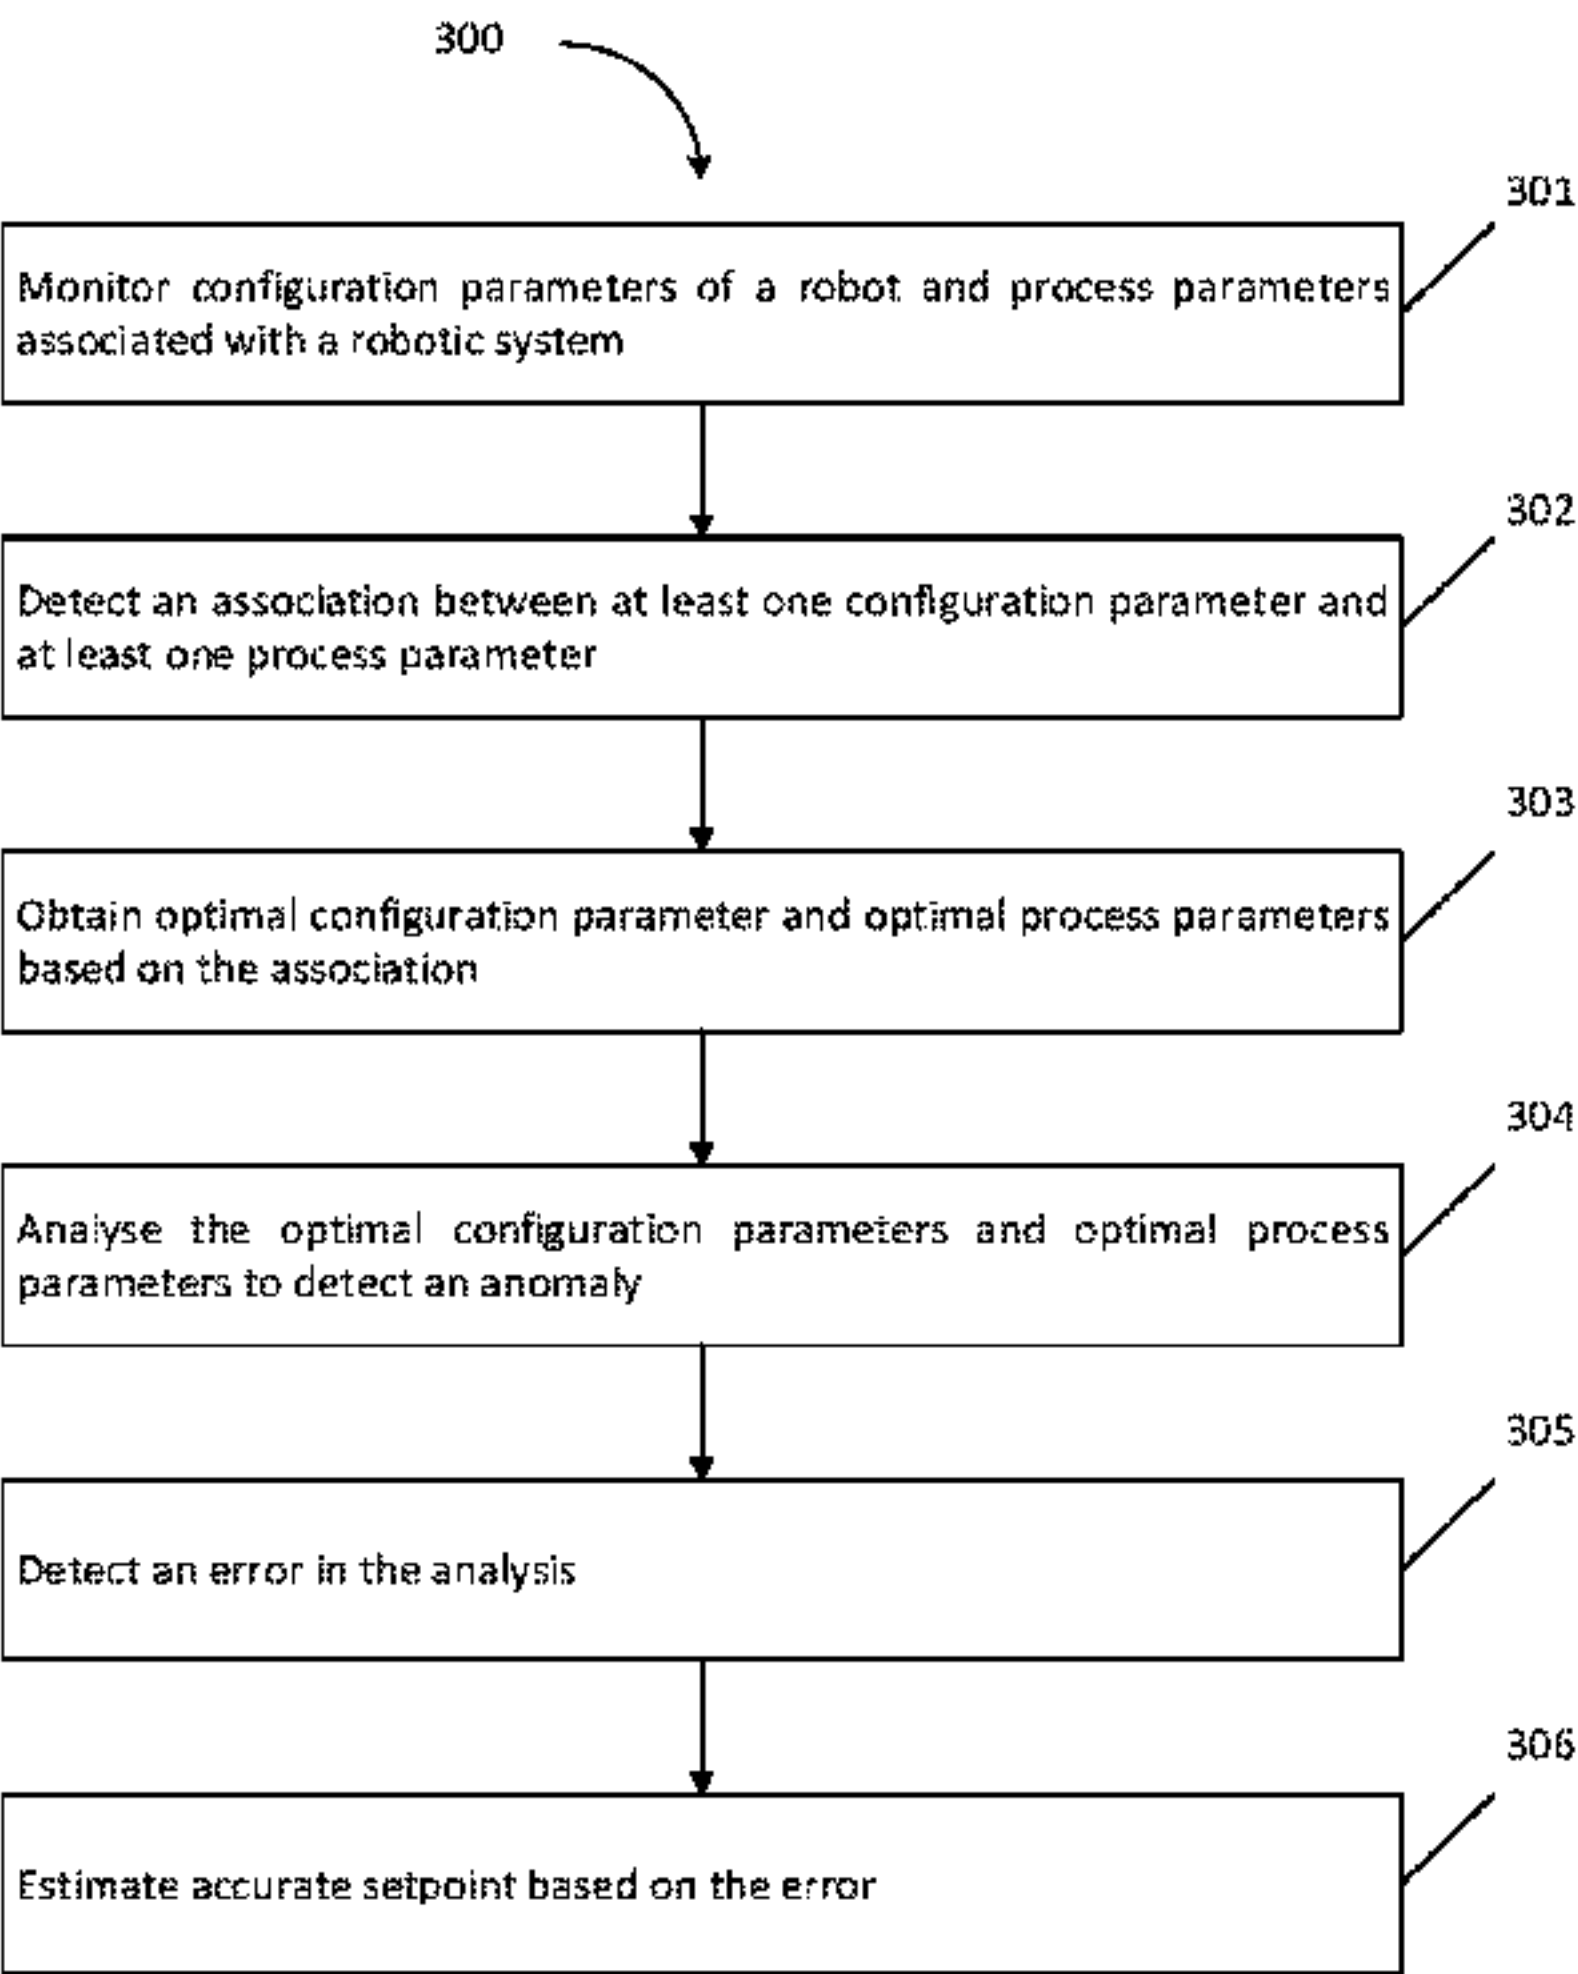 300
301
Monitor configuration parameters of a robot and process parameters
associated with a robotic system
302
Detect an association between at least one configuration parameter and
at least one process parameter
303
Obtain optimal configuration parameter and optimal process parameters
based on the association
304
Analyse the optimal configuration parameters and optimal process
parameters to detect an anomaly
305
Detect an error in the analysis
306
Estimate accurate setpoint based on the error